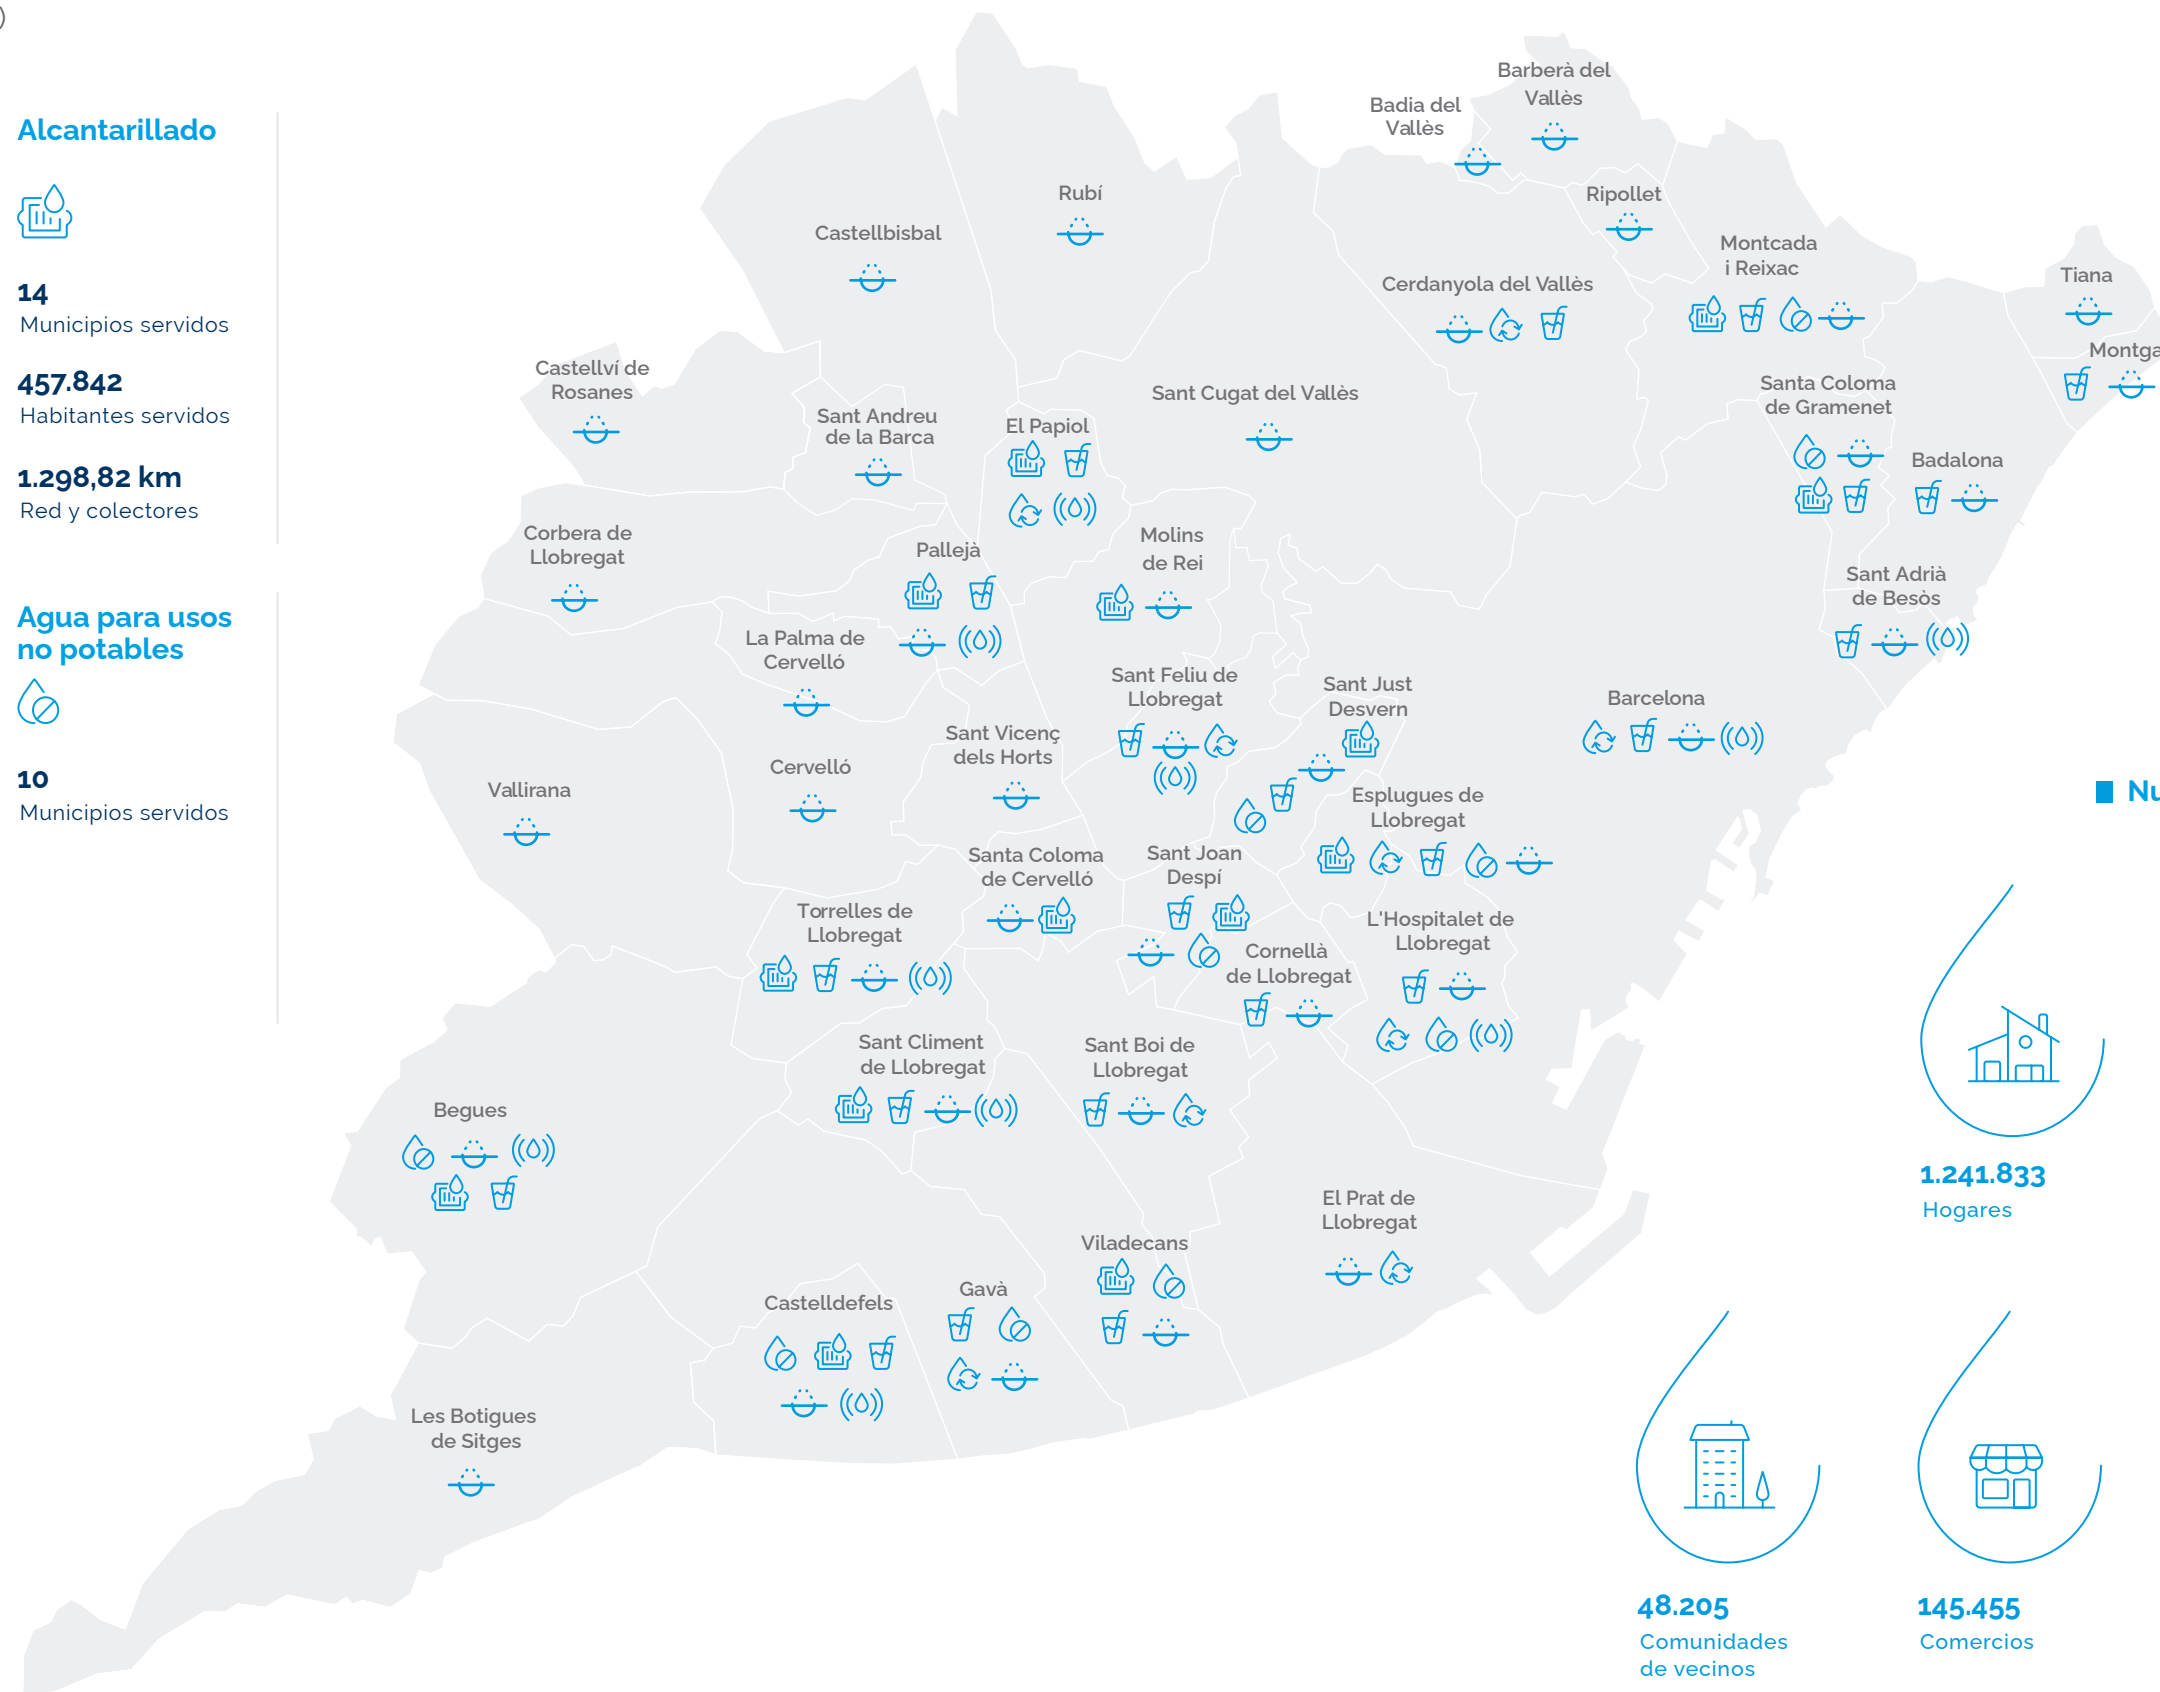 )
Alcantarillado
14
Municipios servidos
457.842
Habitantes servidos
1.298,82 km
Red y colectores
Agua para usos
no potables
10
Municipios servidos
Barberà del
Vallès
Badia del
Vallès
Rubí
Ripollet
Castellbisbal
Montcada
i Reixac
Tiana
Cerdanyola del Vallès
Montga
Castellví de
Rosanes
Sant Cugat del Vallès
Santa Coloma
de Gramenet
Sant Andreu
de la Barca
El Papiol
Badalona
Corbera de
Llobregat
Pallejà
Molins
de Rei
Sant Adrià
de Besòs
La Palma de
Cervelló
Sant Feliu de
Llobregat
Sant Just
Desvern
Barcelona
Sant Vicenç
dels Horts
Cervelló
Vallirana
Esplugues de
Llobregat
Nu
Santa Coloma
de Cervelló
Sant Joan
Despí
Torrelles de
Llobregat
L'Hospitalet de
Llobregat
Cornellà
de Llobregat
Sant Climent
de Llobregat
Sant Boi de
Llobregat
Begues
El Prat de
Llobregat
Viladecans
Gavà
Castelldefels
Les Botigues
de Sitges
1.241.833
Hogares
48.205
Comunidades
de vecinos
145.455
Comercios